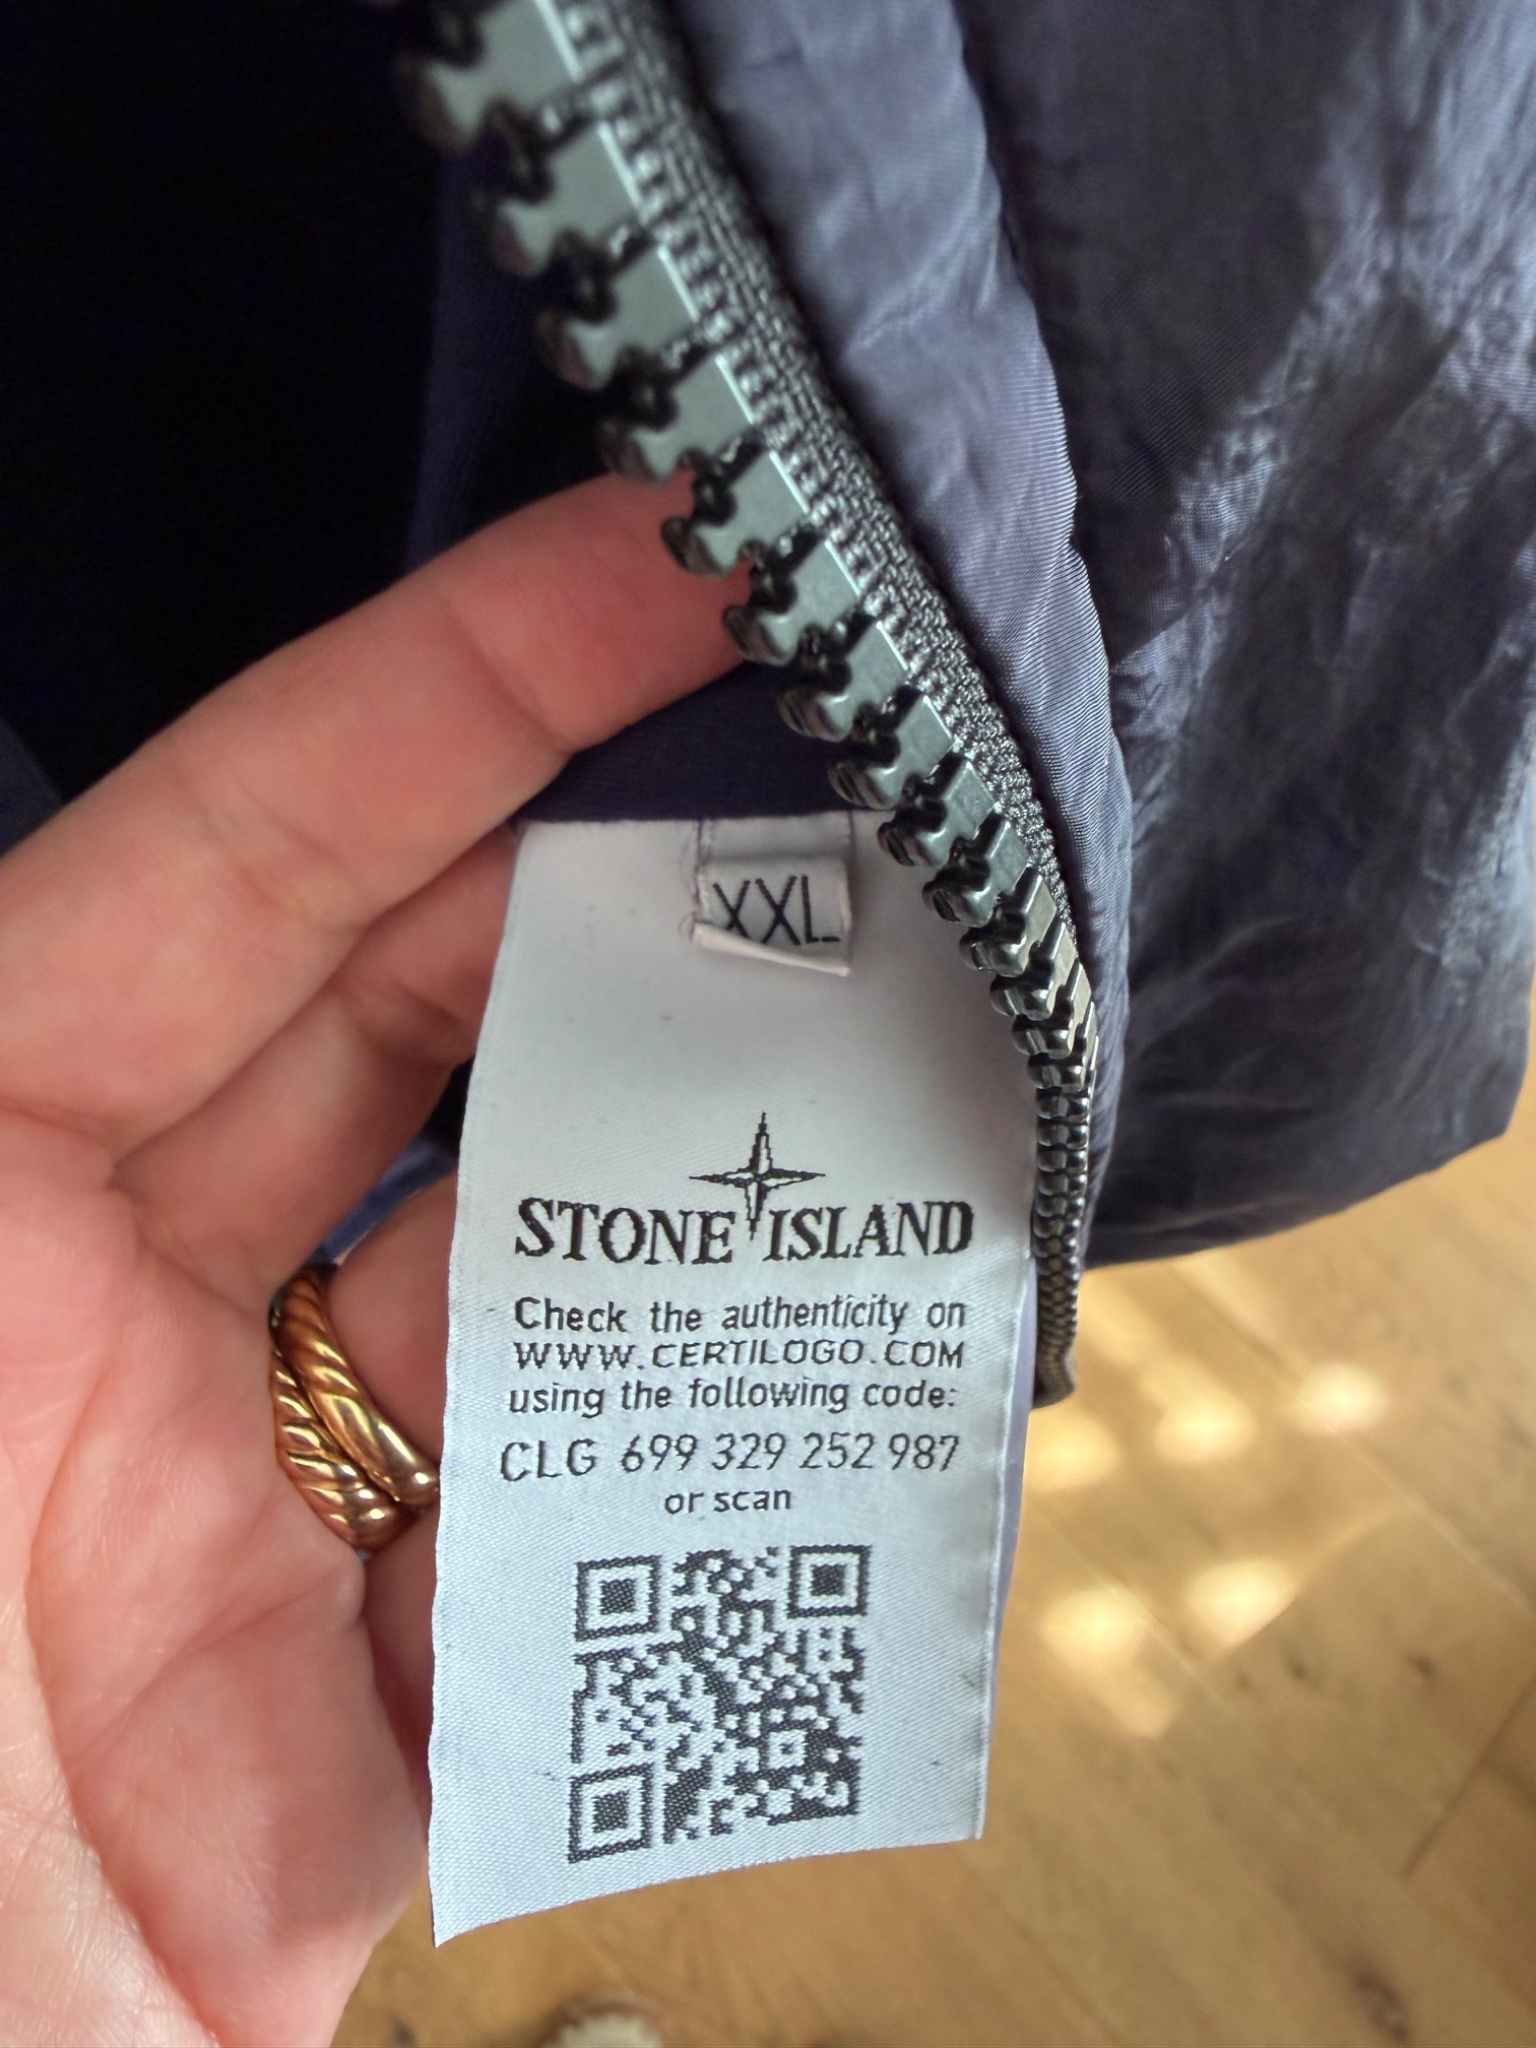 XXL
STONE ISLAND
Check the authenticity on
WWW.CERTILOGO.COM
using the following code:
CLG 699 329 252 987
or scan